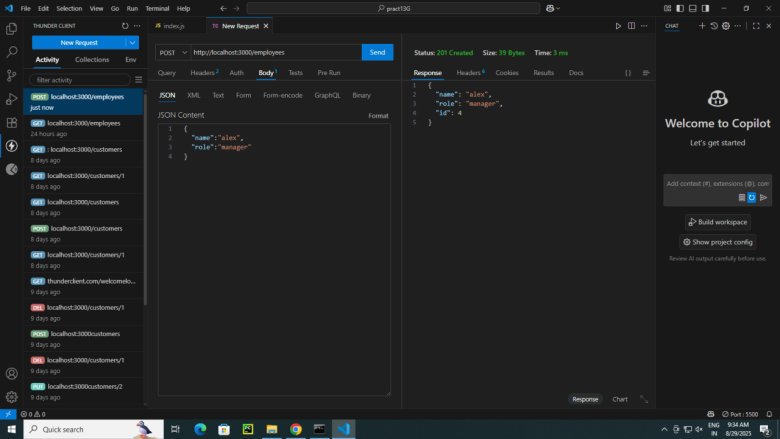 File Edit Selection View Go Run Terminal Help
pract13G
THUNDER CLIENT
New Request
Activity Collections Env
filter activity
POST localhost:3000/employees
just now
GET localhost:3000/employees
24 hours ago
GET : localhost:3000/customers
8 days ago
GET localhost:3000/customers/1
8 days ago
GET localhost:3000/customers
8 days ago
POST localhost:3000/customers
8 days ago
GET localhost:3000/customers/1
8 days ago
GET thunderclient.com/welcomelo...
9 days ago
DEL localhost:3000/customers/1
9 days ago
POST localhost:3000customers
9 days ago
DEL localhost:3000/customers/1
9 days ago
PUT localhost:3000customers/2
9 days ago
JS index.js
TC New Request
POST http://localhost:3000/employees Send
Query Headers 2 Auth Body 1 Tests Pre Run
JSON XML Text Form Form-encode GraphQL Binary
JSON Content Format
1 {
2 "name":"alex",
3 "role":"manager"
4 }
Status: 201 Created Size: 39 Bytes Time: 3 ms
Response Headers 6 Cookies Results Docs { }
1 {
2 "name": "alex",
3 "role": "manager",
4 "id": 4
5 }
Response Chart
CHAT
Welcome to Copilot
Let's get started
Add context (#), extensions (@), com
Build workspace
Show project config
Review AI output carefully before use.
0 0
Port : 5500
Quick search
ENG
IN
9:34 AM
8/29/2025
2